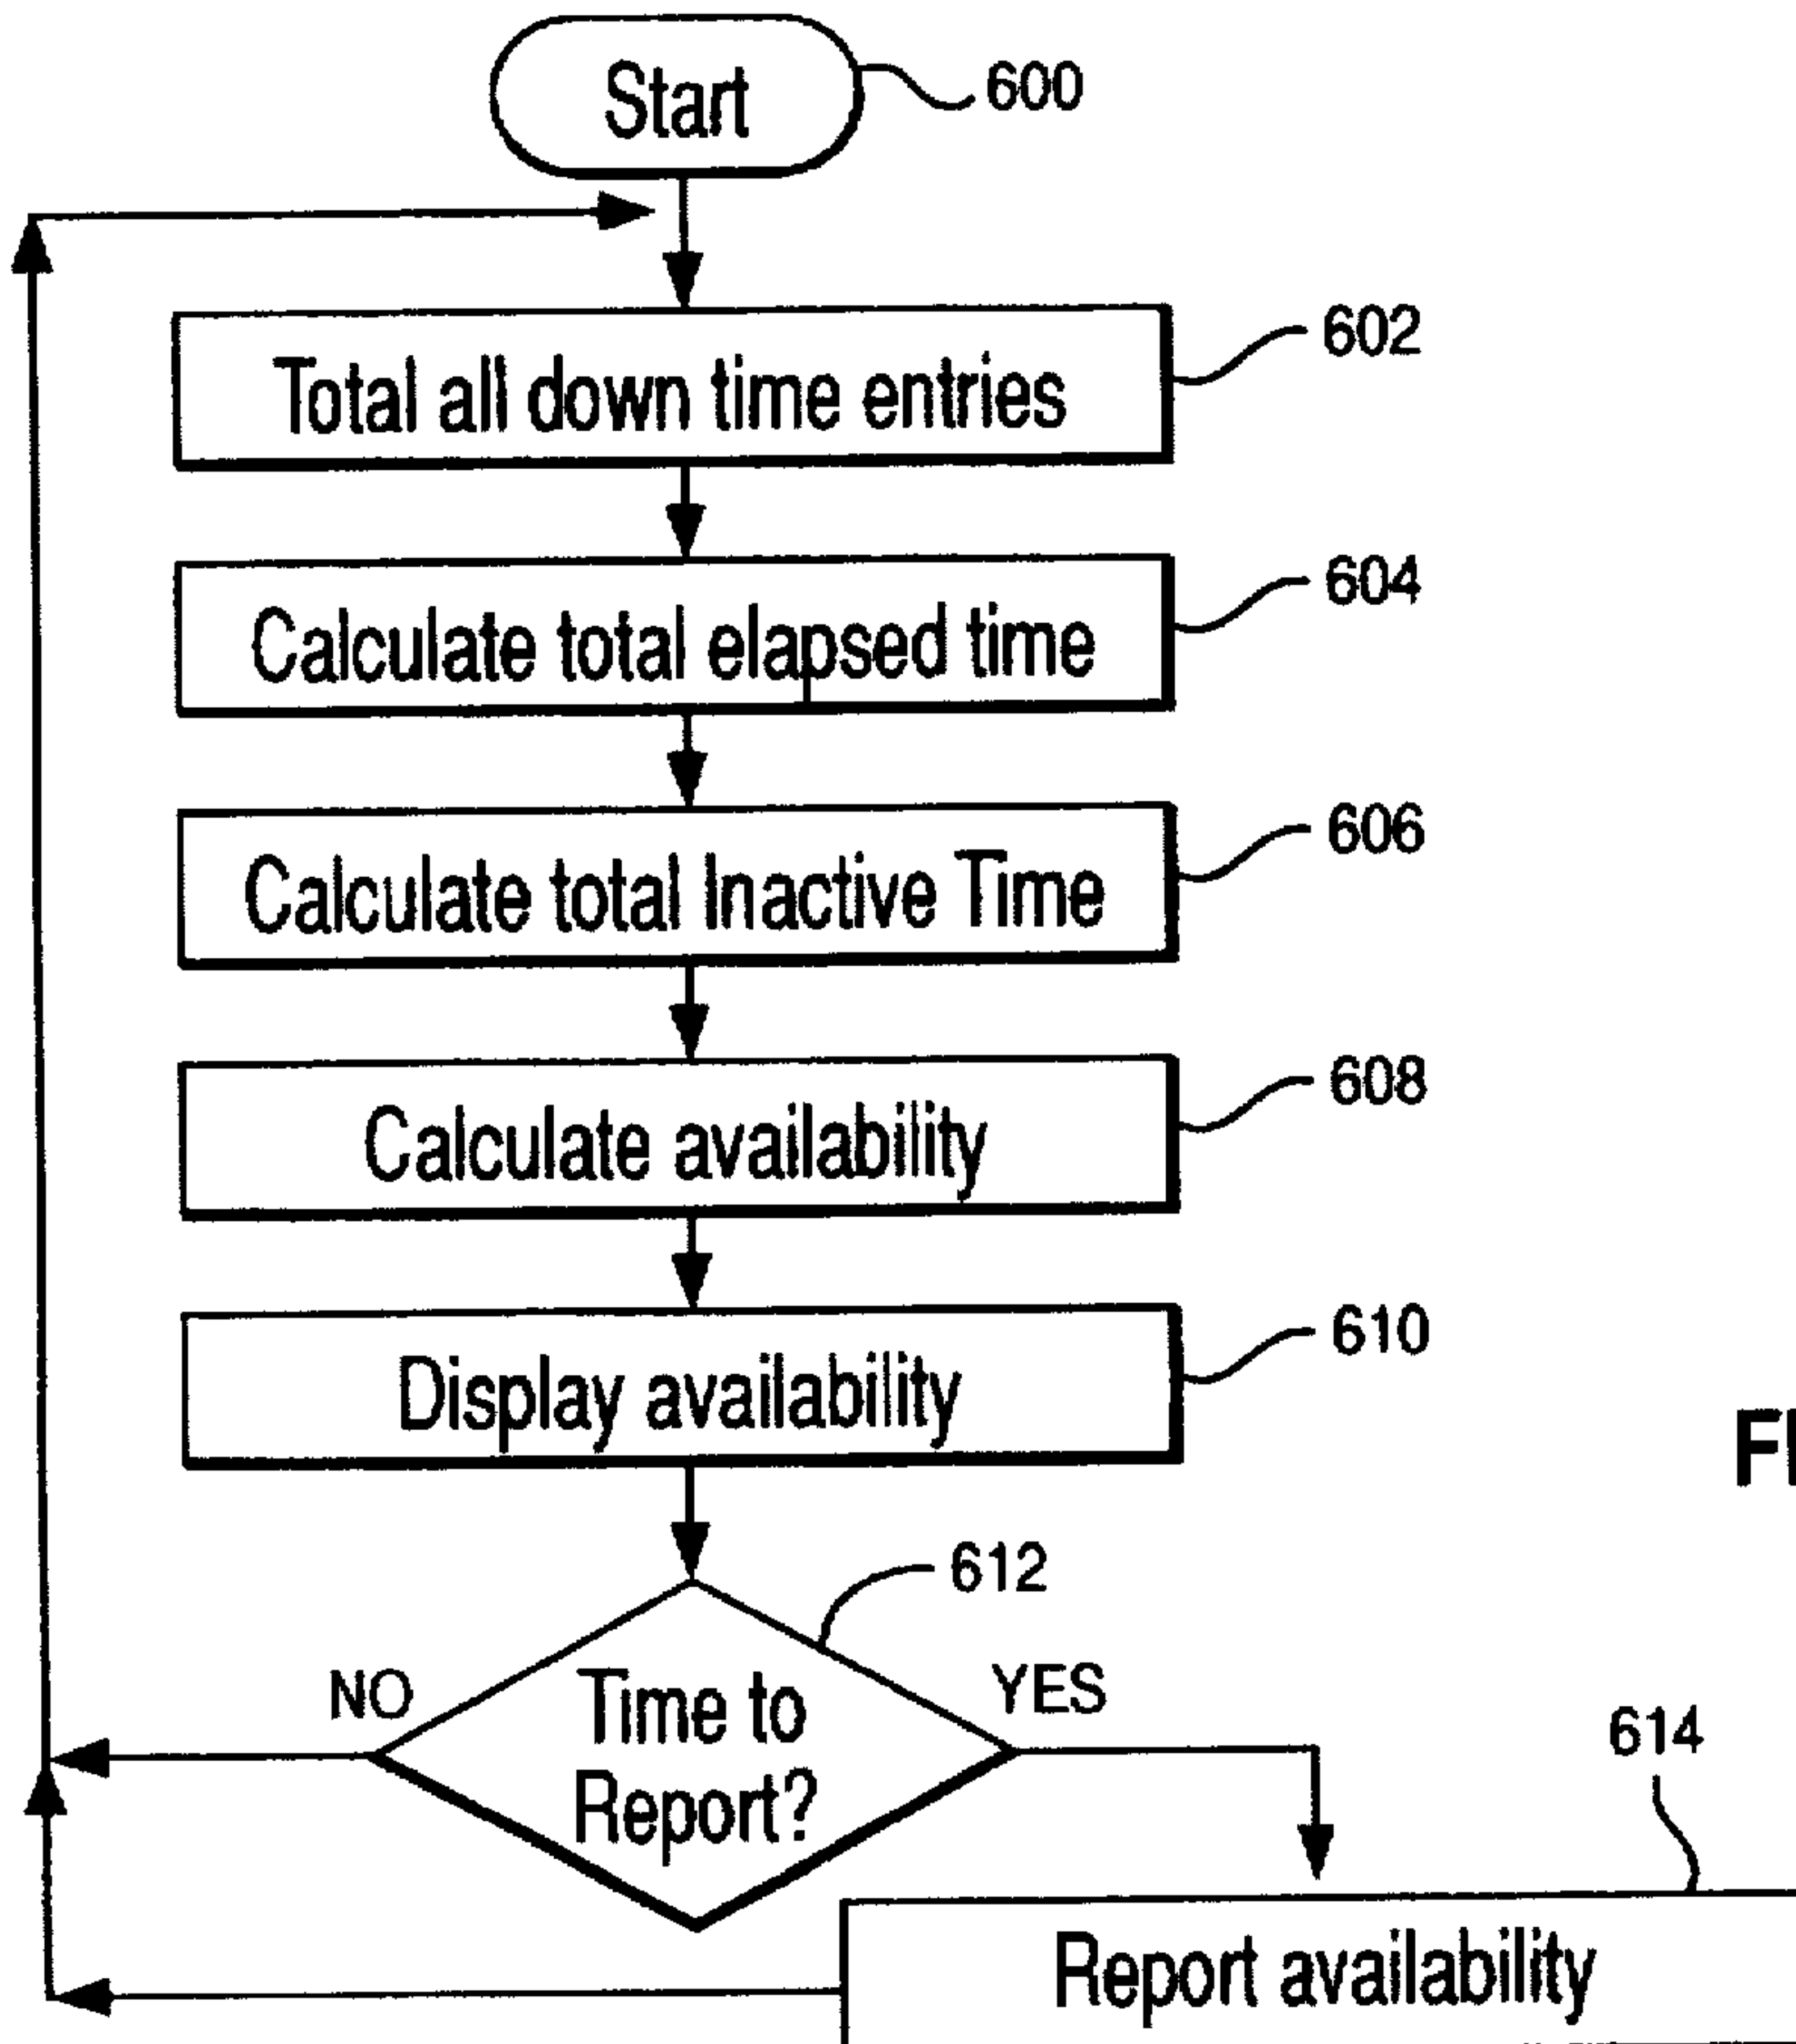 Start
600
Total all down time entries
602
Calculate total elapsed time
604
Calculate total Inactive Time
606
Calculate availability
608
Display availability
610
612
NO
Time to
Report?
YES
614
Report availability